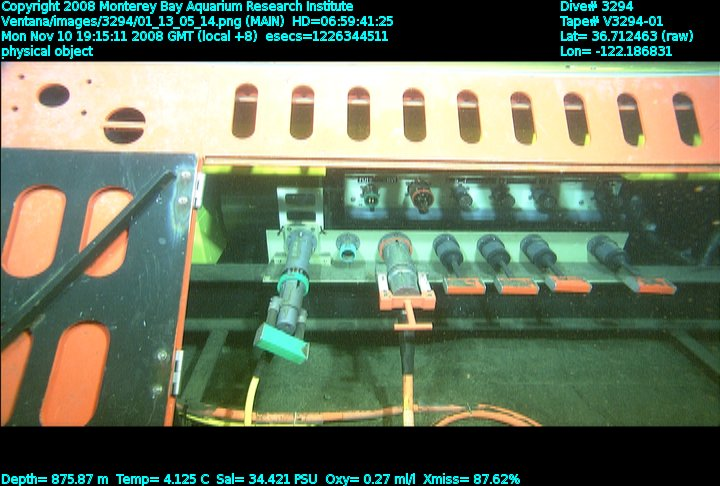 Copyright 2008 Monterey Bay Aquarium Research Institute
Dive# 3294
Ventana/images/3294/01_13_05_14.png (MAIN)  HD=06:59:41:25
Tape# V3294-01
Mon Nov 10 19:15:11 2008 GMT (local +8)  esecs=1226344511
Lat= 36.712463 (raw)
physical object
Lon= -122.186831
Depth= 875.87 m  Temp= 4.125 C  Sal= 34.421 PSU  Oxy= 0.27 ml/l  Xmiss= 87.62%